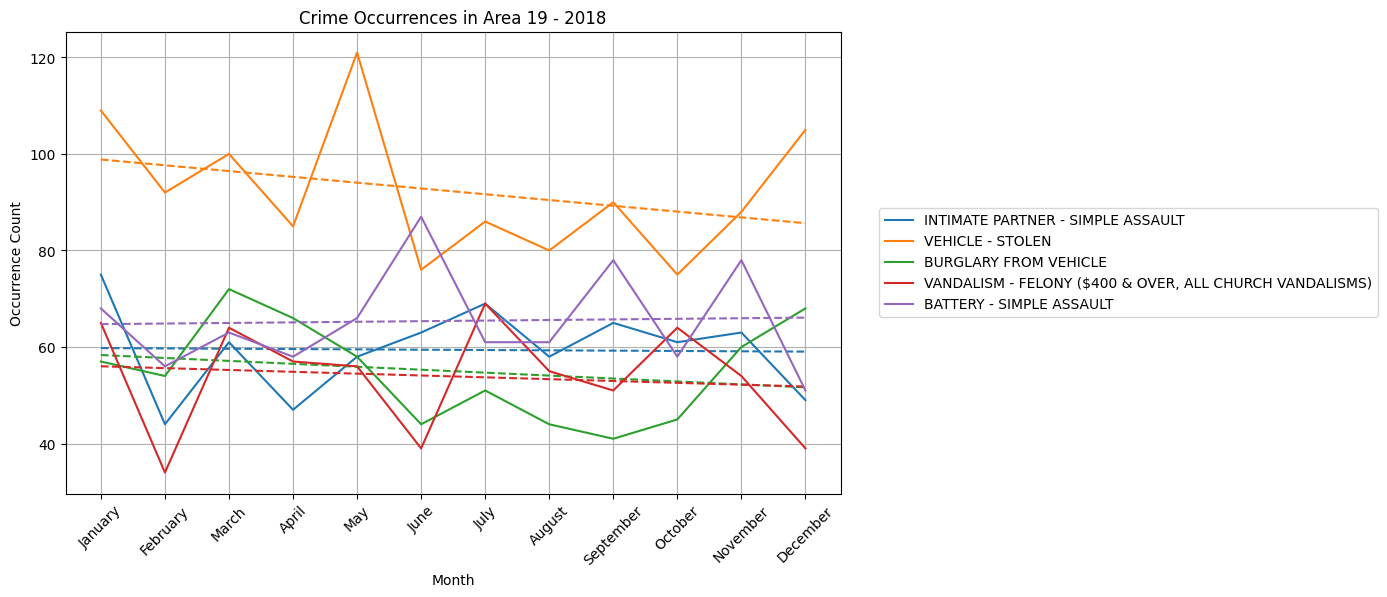 Crime Occurrences in Area 19 - 2018
Occurrence Count
120
100
80
60
40
January
February
March
April
May
June
July
August
September
October
November
December
Month
INTIMATE PARTNER - SIMPLE ASSAULT
VEHICLE - STOLEN
BURGLARY FROM VEHICLE
VANDALISM - FELONY ($400 & OVER, ALL CHURCH VANDALISMS)
BATTERY - SIMPLE ASSAULT